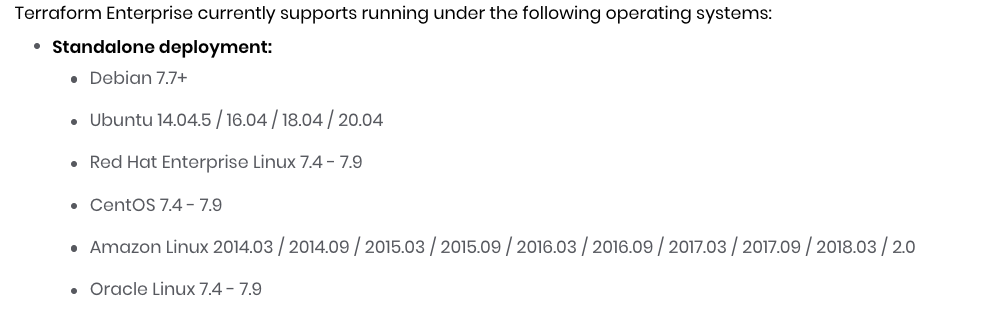 Terraform Enterprise currently supports running under the following operating systems:
• Standalone deployment:
• Debian 7.7+
• Ubuntu 14.04.5 / 16.04 / 18.04 / 20.04
• Red Hat Enterprise Linux 7.4 - 7.9
• CentOS 7.4 - 7.9
• Amazon Linux 2014.03 / 2014.09 / 2015.03 / 2015.09 / 2016.03 / 2016.09 / 2017.03 / 2017.09 / 2018.03 / 2.0
• Oracle Linux 7.4 - 7.9